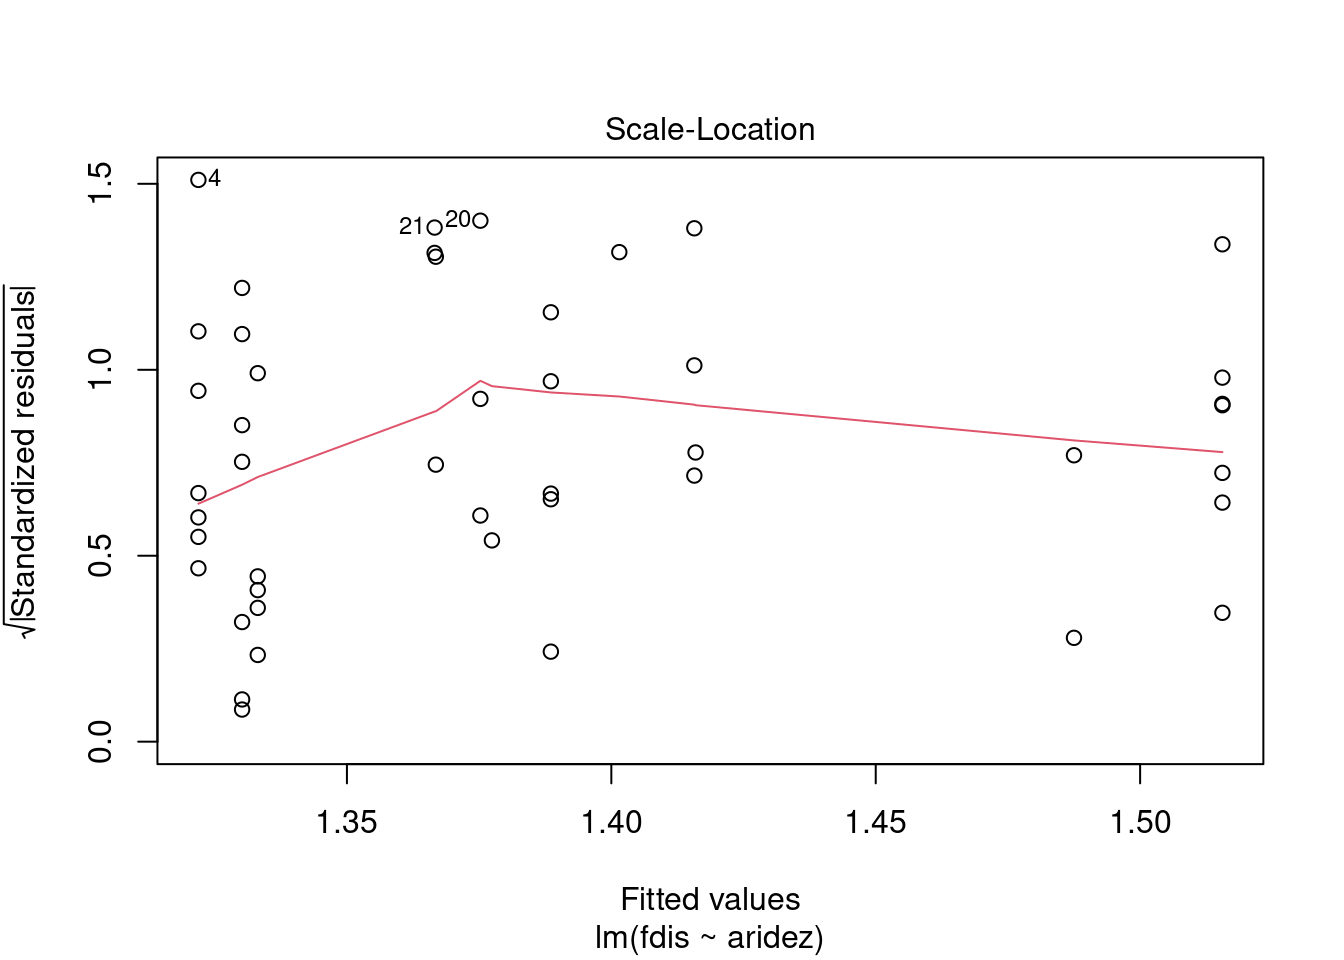 Scale-Location
√|Standardized residuals|
1.5
1.0
0.5
0.0
4
21
20
1.35 1.40 1.45 1.50
Fitted values
lm(fdis ~ aridez)